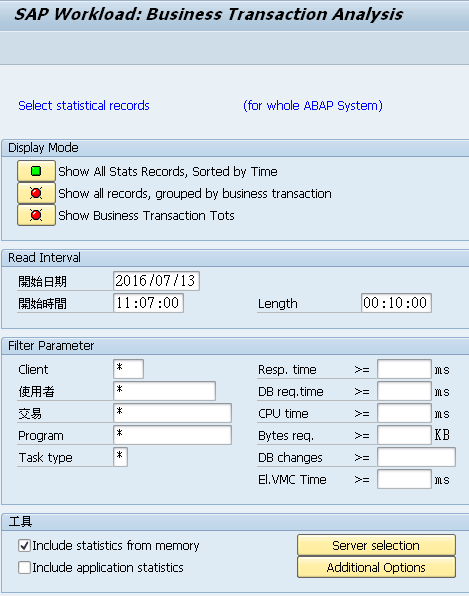 SAP Workload: Business Transaction Analysis
Select statistical records (for whole ABAP System)
Display Mode
Show All Stats Records, Sorted by Time
Show all records, grouped by business transaction
Show Business Transaction Tots
Read Interval
開始日期 2016/07/13
開始時間 11:07:00 Length 00:10:00
Filter Parameter
Client * Resp. time >= ms
使用者 * DB req.time >= ms
交易 * CPU time >= ms
Program * Bytes req. >= KB
Task type * DB changes >=
El.VMC Time >= ms
工具
Include statistics from memory Server selection
Include application statistics Additional Options